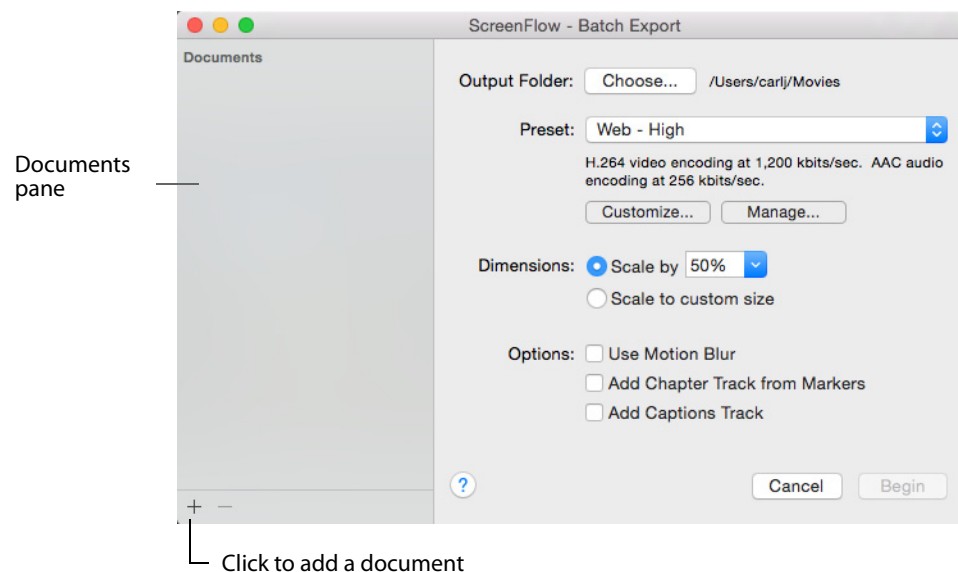 ScreenFlow - Batch Export
Documents
Documents
pane
Output Folder: Choose... /Users/carlj/Movies
Preset: Web - High
H.264 video encoding at 1,200 kbits/sec.  AAC audio
encoding at 256 kbits/sec.
Customize... Manage...
Dimensions: Scale by 50%
Scale to custom size
Options: Use Motion Blur
Add Chapter Track from Markers
Add Captions Track
? Cancel Begin
+ −
Click to add a document